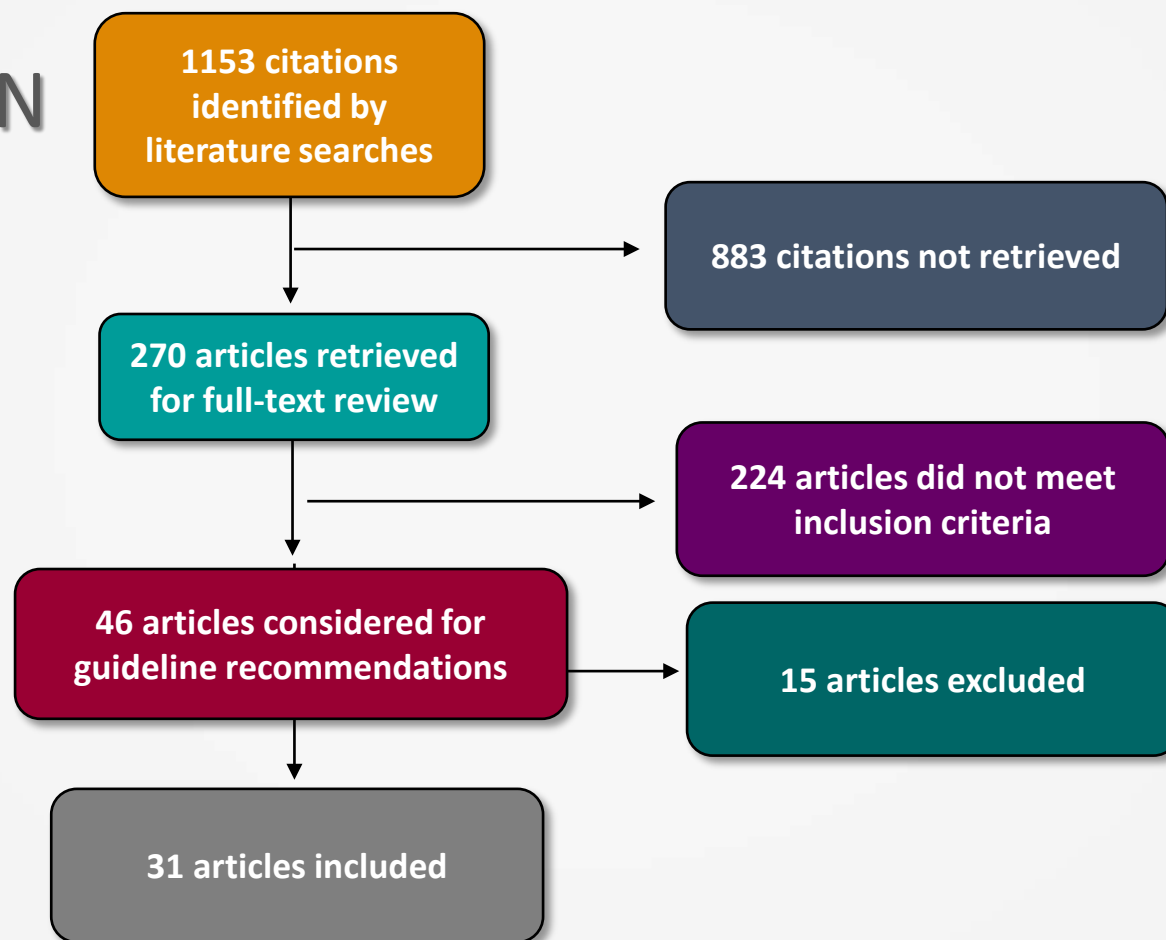 N
1153 citations
identified by
literature searches
883 citations not retrieved
270 articles retrieved
for full-text review
224 articles did not meet
inclusion criteria
46 articles considered for
guideline recommendations
15 articles excluded
31 articles included